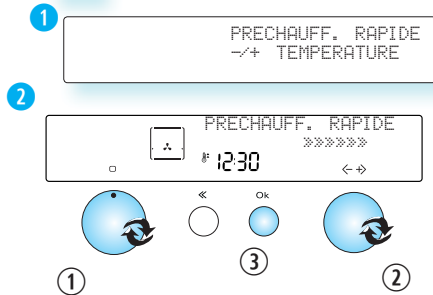 1
PRECHAUFF. RAPIDE
-/+ TEMPERATURE
2
PRECHAUFF. RAPIDE
»»»»»»
12:30
<- +>
« Ok
1 3 2